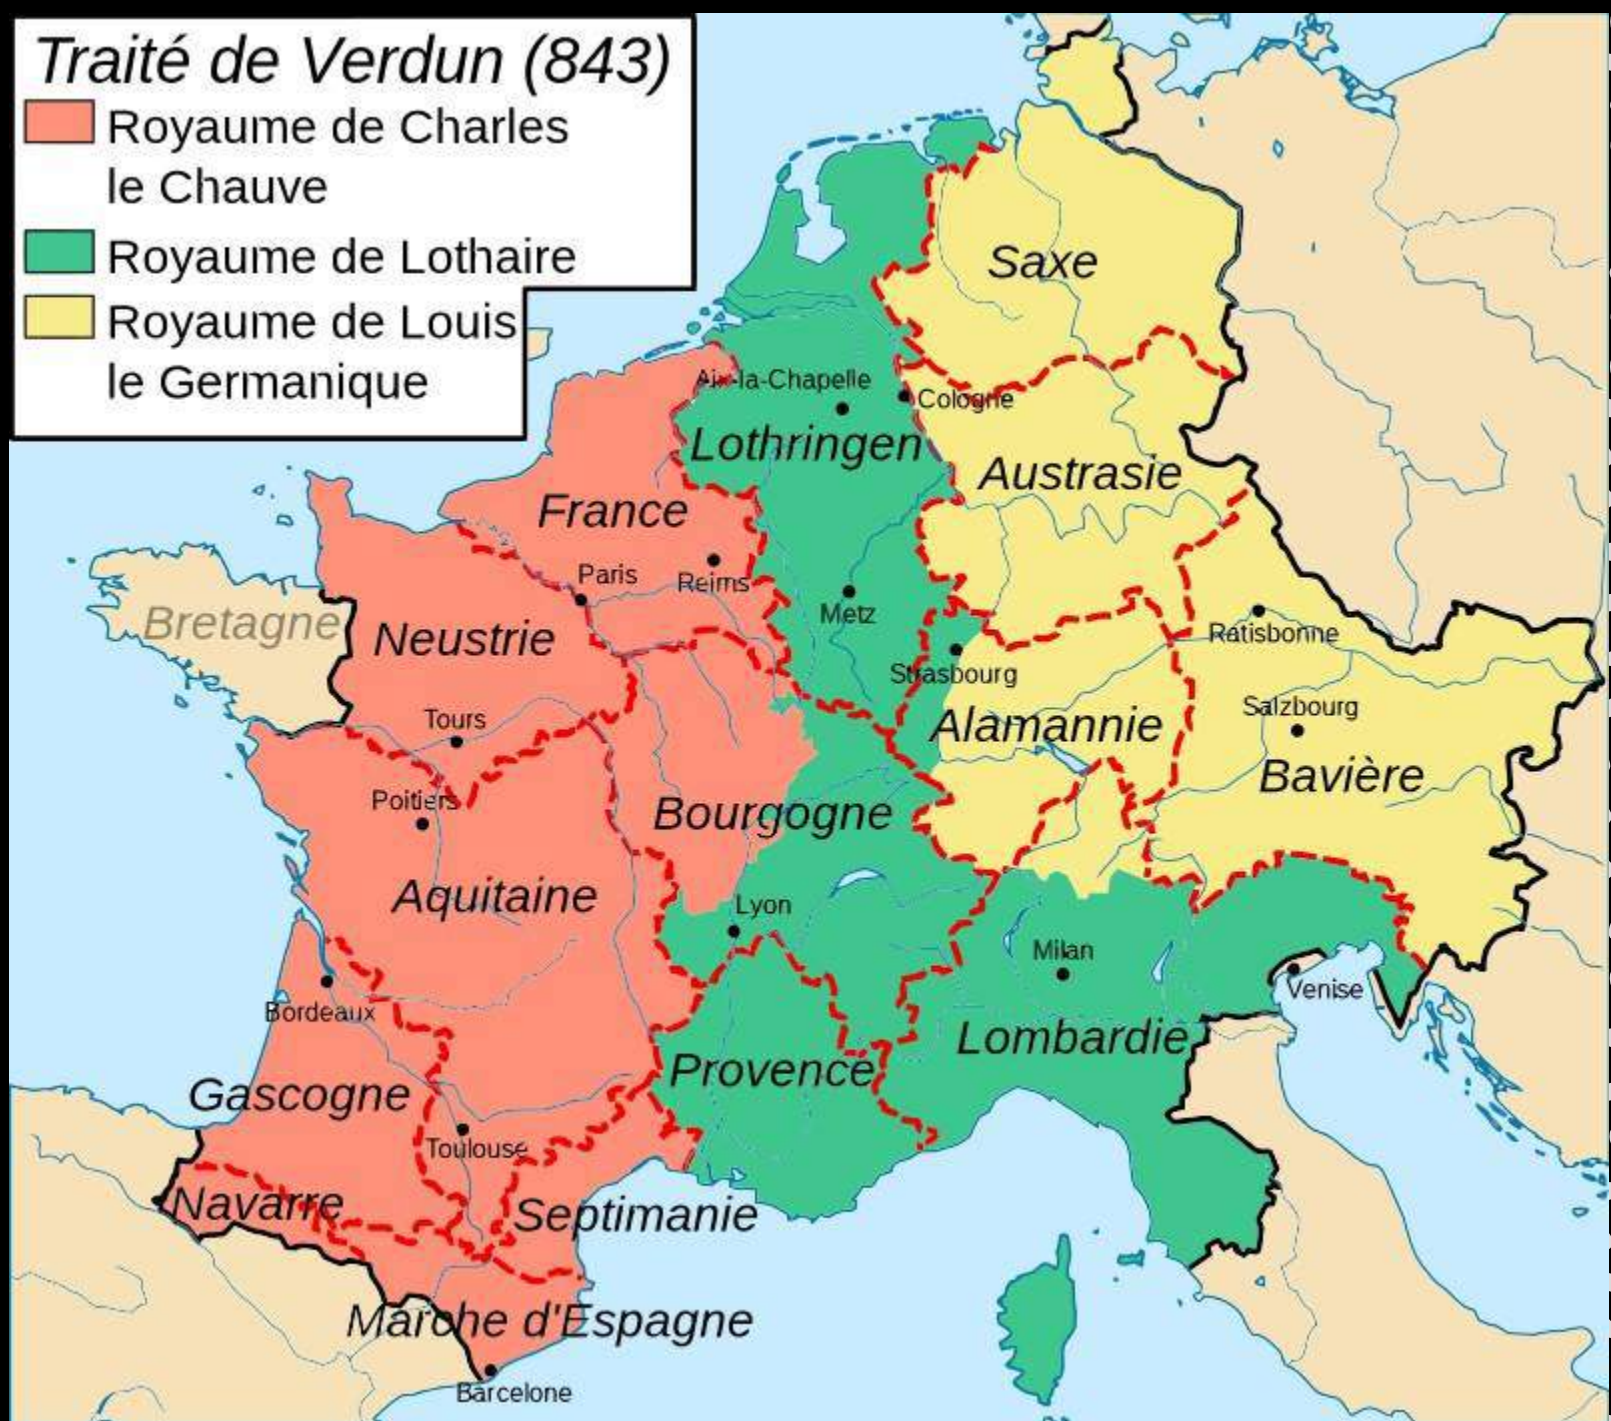 Traité de Verdun (843)
Royaume de Charles
le Chauve
Royaume de Lothaire
Royaume de Louis
le Germanique
Saxe
Aix-la-Chapelle
Cologne
Lothringen
Austrasie
France
Paris
Reims
Metz
Bretagne
Neustrie
Ratisbonne
Strasbourg
Tours
Alamannie
Salzbourg
Bavière
Poitiers
Bourgogne
Aquitaine
Lyon
Milan
Venise
Bordeaux
Lombardie
Provence
Gascogne
Toulouse
Navarre
Septimanie
Marche d'Espagne
Barcelone